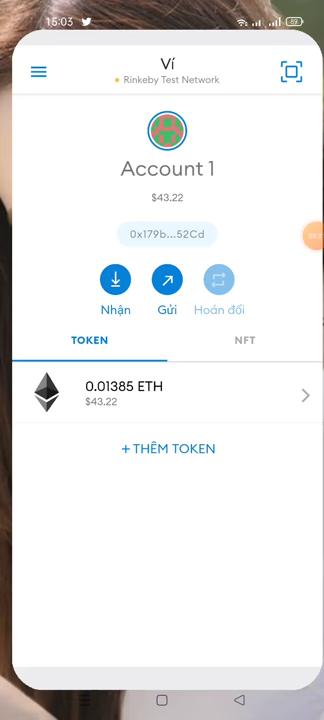 15:03
89
Ví
Rinkeby Test Network
Account 1
$43.22
0x179b...52Cd
Nhận
Gửi
Hoán đổi
TOKEN
NFT
0.01385 ETH
$43.22
+ THÊM TOKEN